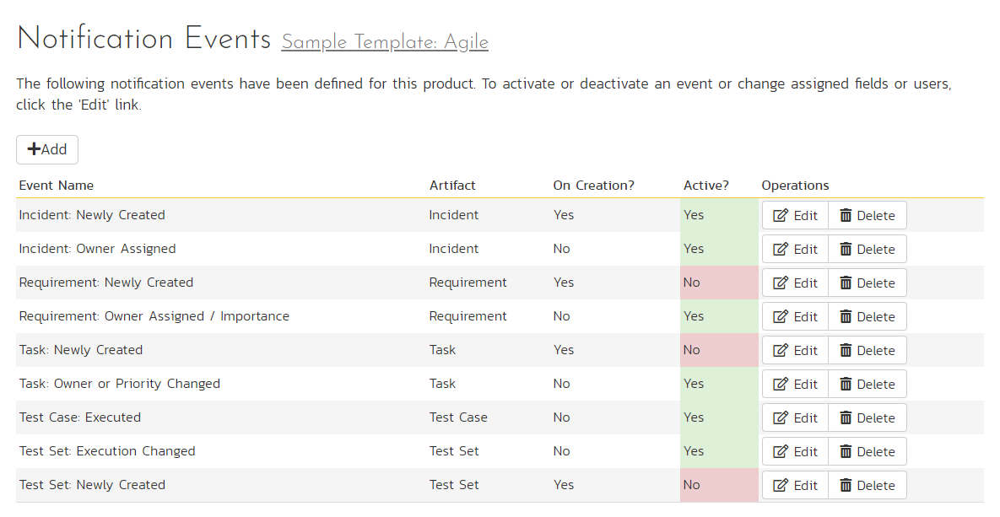 Notification Events Sample Template: Agile
The following notification events have been defined for this product. To activate or deactivate an event or change assigned fields or users,
click the 'Edit' link.
Add
Event Name Artifact On Creation? Active? Operations
Incident: Newly Created Incident Yes Yes Edit Delete
Incident: Owner Assigned Incident No Yes Edit Delete
Requirement: Newly Created Requirement Yes No Edit Delete
Requirement: Owner Assigned / Importance Requirement No Yes Edit Delete
Task: Newly Created Task Yes No Edit Delete
Task: Owner or Priority Changed Task No Yes Edit Delete
Test Case: Executed Test Case No Yes Edit Delete
Test Set: Execution Changed Test Set No Yes Edit Delete
Test Set: Newly Created Test Set Yes No Edit Delete